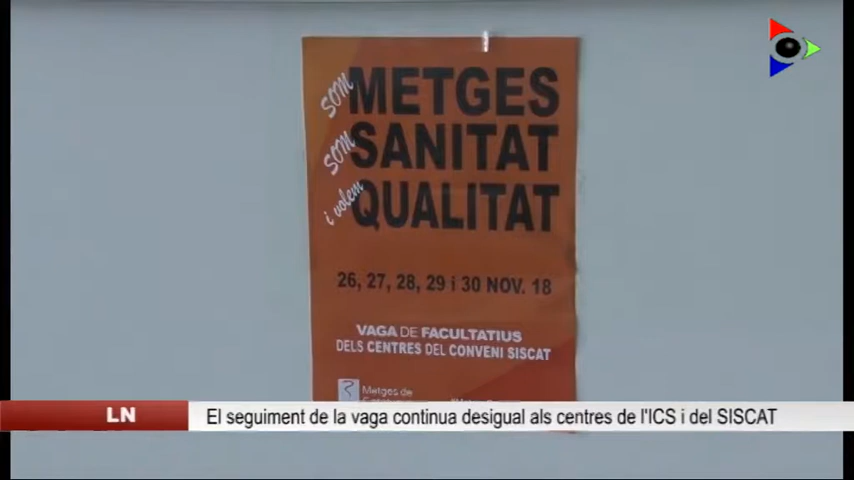 som METGES
som SANITAT
i volem QUALITAT
26, 27, 28, 29 i 30 NOV. 18
VAGA DE FACULTATIUS
DELS CENTRES DEL CONVENI SISCAT
Metges de
LN
El seguiment de la vaga continua desigual als centres de l'ICS i del SISCAT